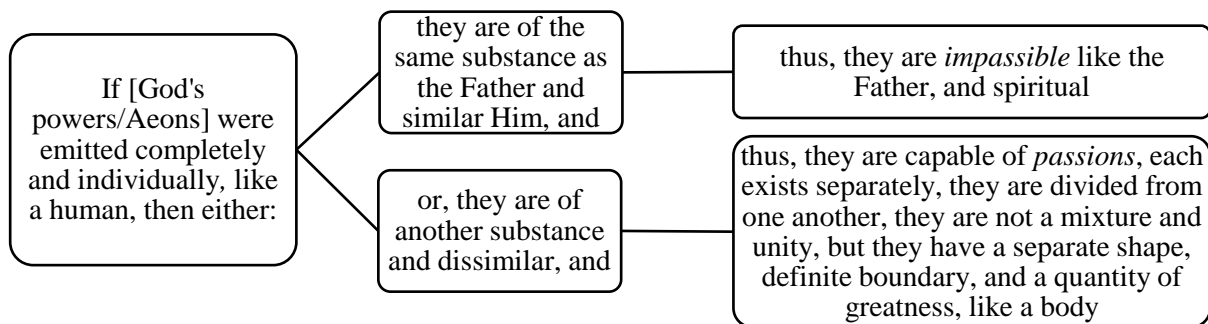 If [God's
powers/Aeons] were
emitted completely
and individually, like
a human, then either:
they are of the
same substance as
the Father and
similar Him, and
thus, they are impassible like the
Father, and spiritual
or, they are of
another substance
and dissimilar, and
thus, they are capable of passions, each
exists separately, they are divided from
one another, they are not a mixture and
unity, but they have a separate shape,
definite boundary, and a quantity of
greatness, like a body